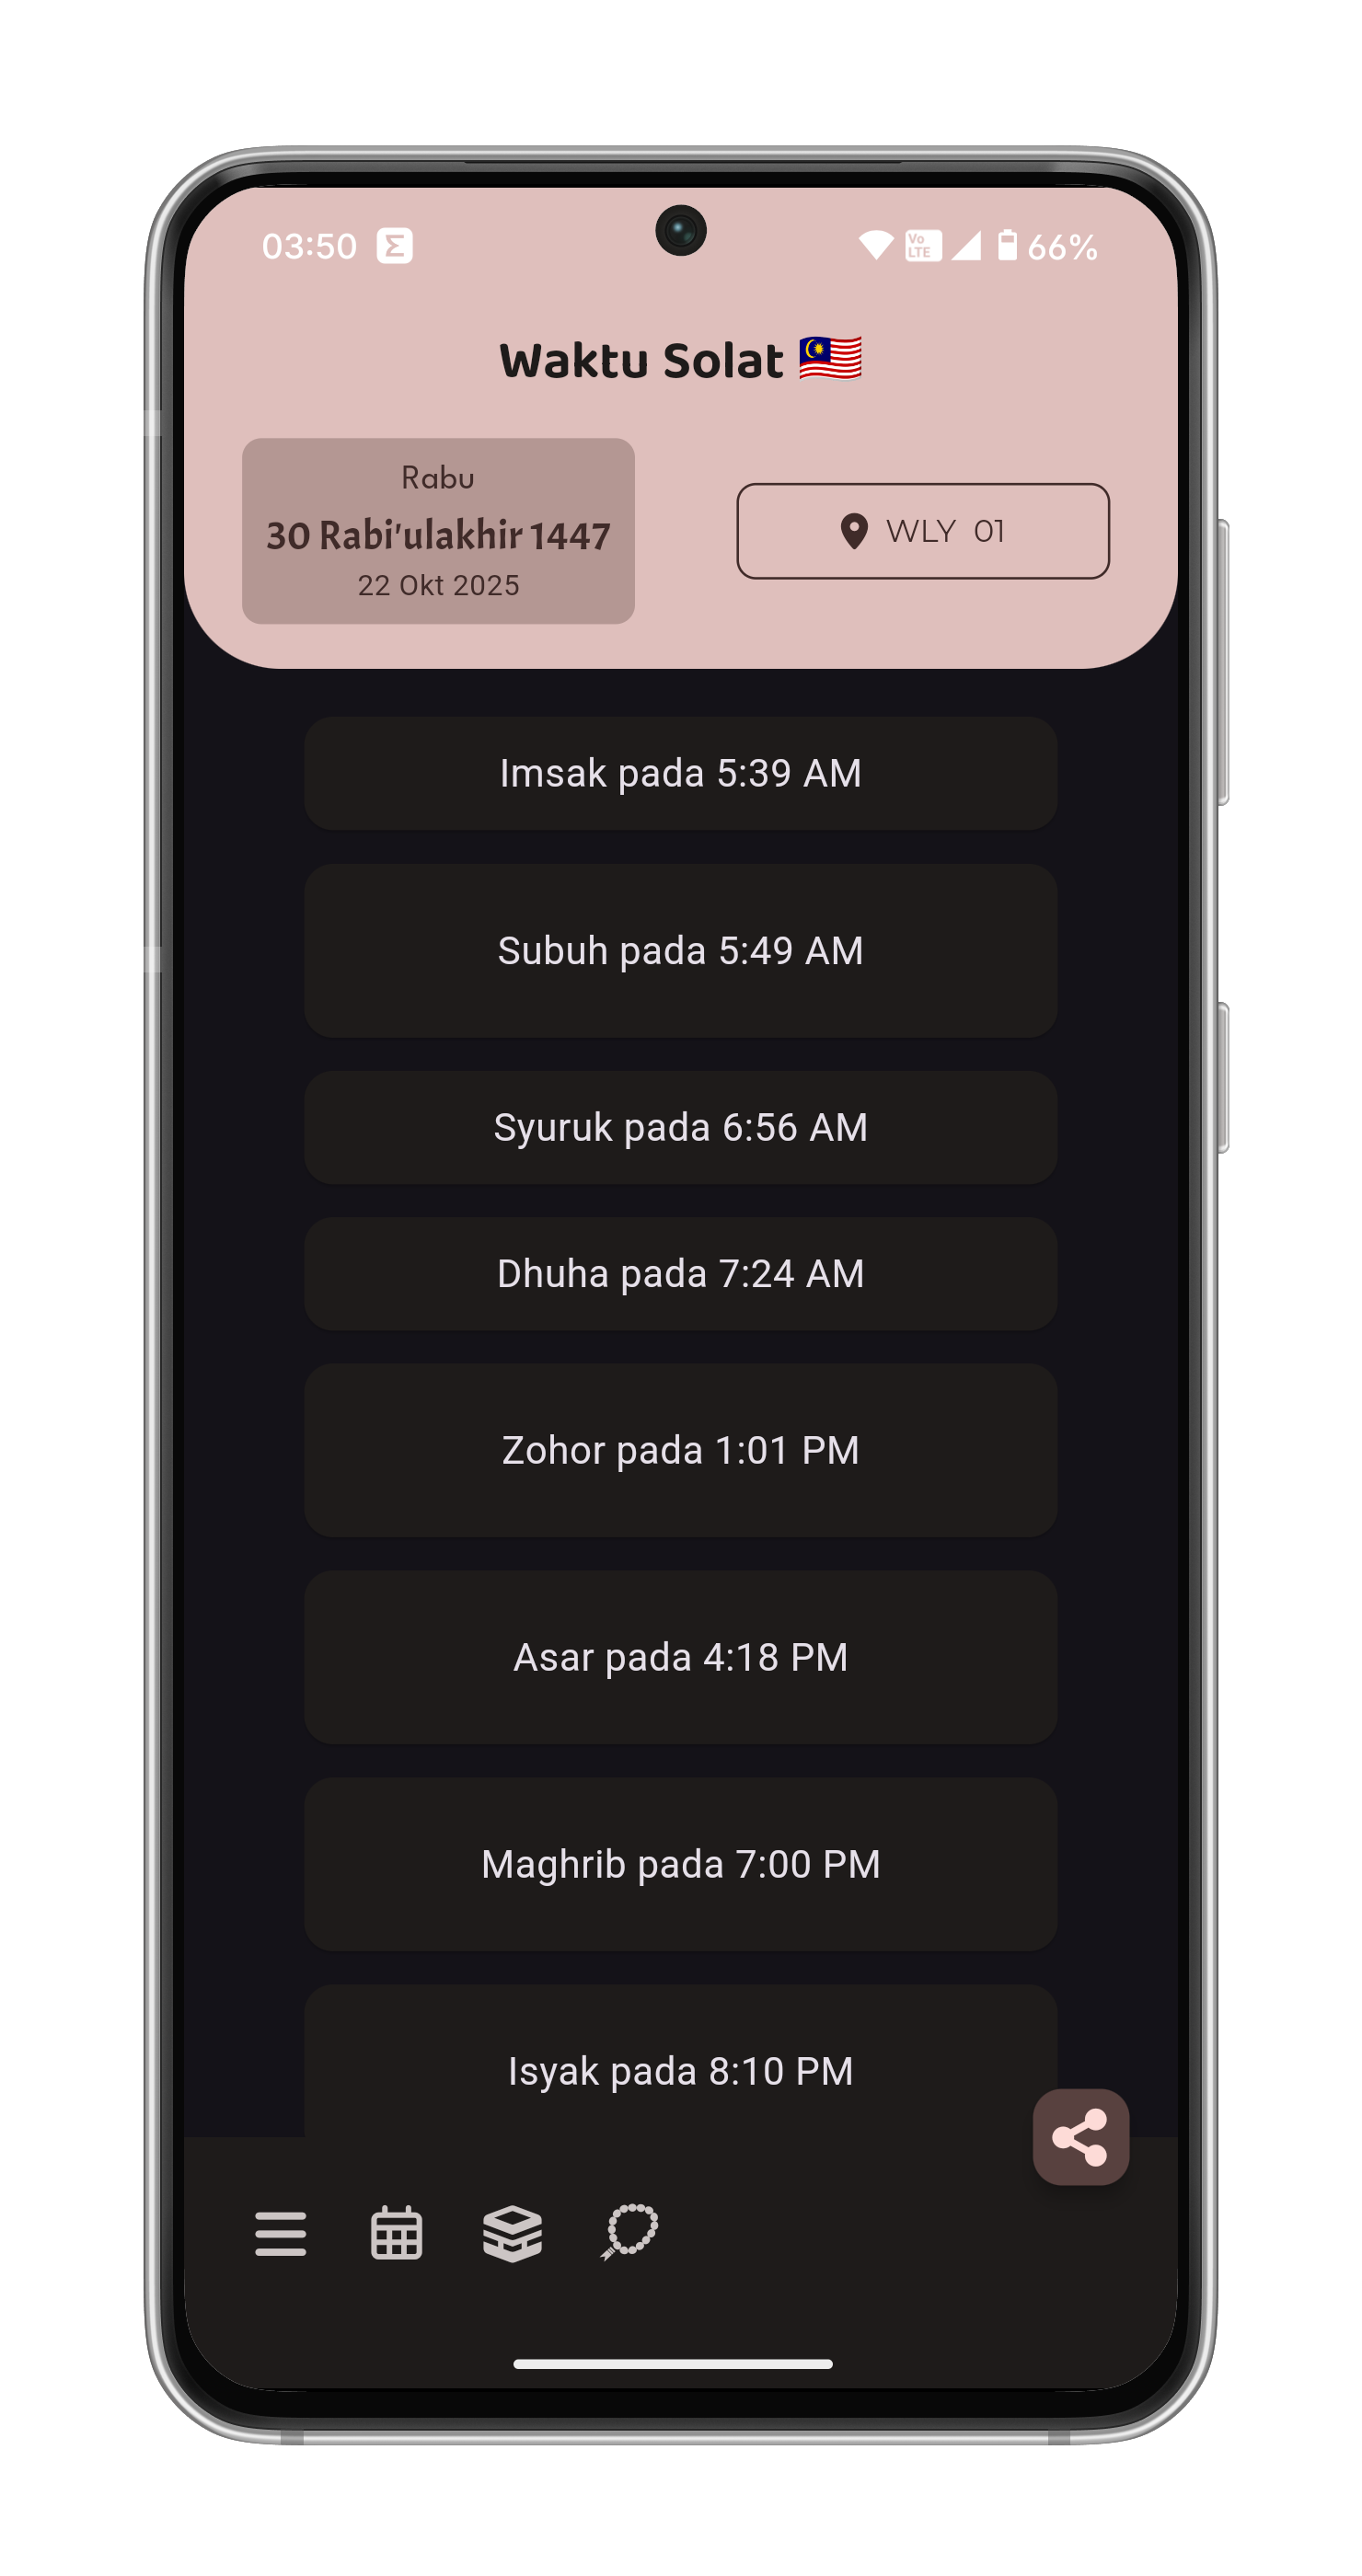 03:50
Vo LTE
66%
Waktu Solat
Rabu
30 Rabi'ulakhir 1447
22 Okt 2025
WLY 01
Imsak pada 5:39 AM
Subuh pada 5:49 AM
Syuruk pada 6:56 AM
Dhuha pada 7:24 AM
Zohor pada 1:01 PM
Asar pada 4:18 PM
Maghrib pada 7:00 PM
Isyak pada 8:10 PM